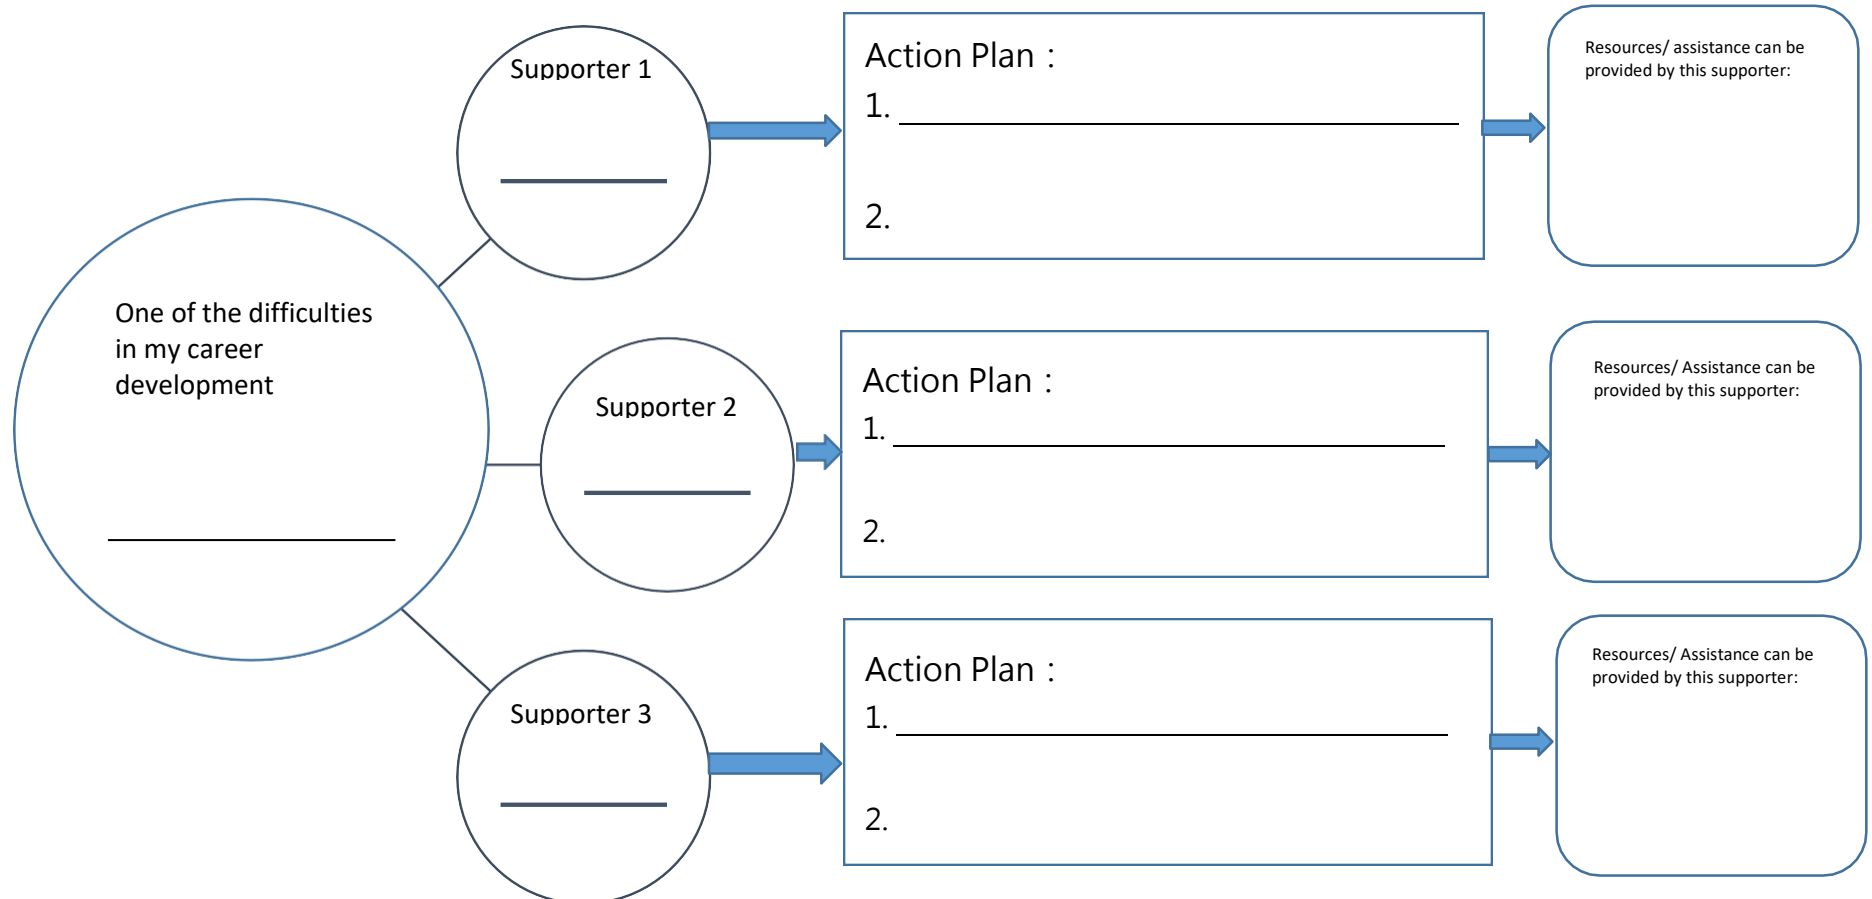 Supporter 1
Action Plan：
1.
2.
Resources/ assistance can be
provided by this supporter:
One of the difficulties
in my career
development
Supporter 2
Action Plan：
1.
2.
Resources/ Assistance can be
provided by this supporter:
Supporter 3
Action Plan：
1.
2.
Resources/ Assistance can be
provided by this supporter: